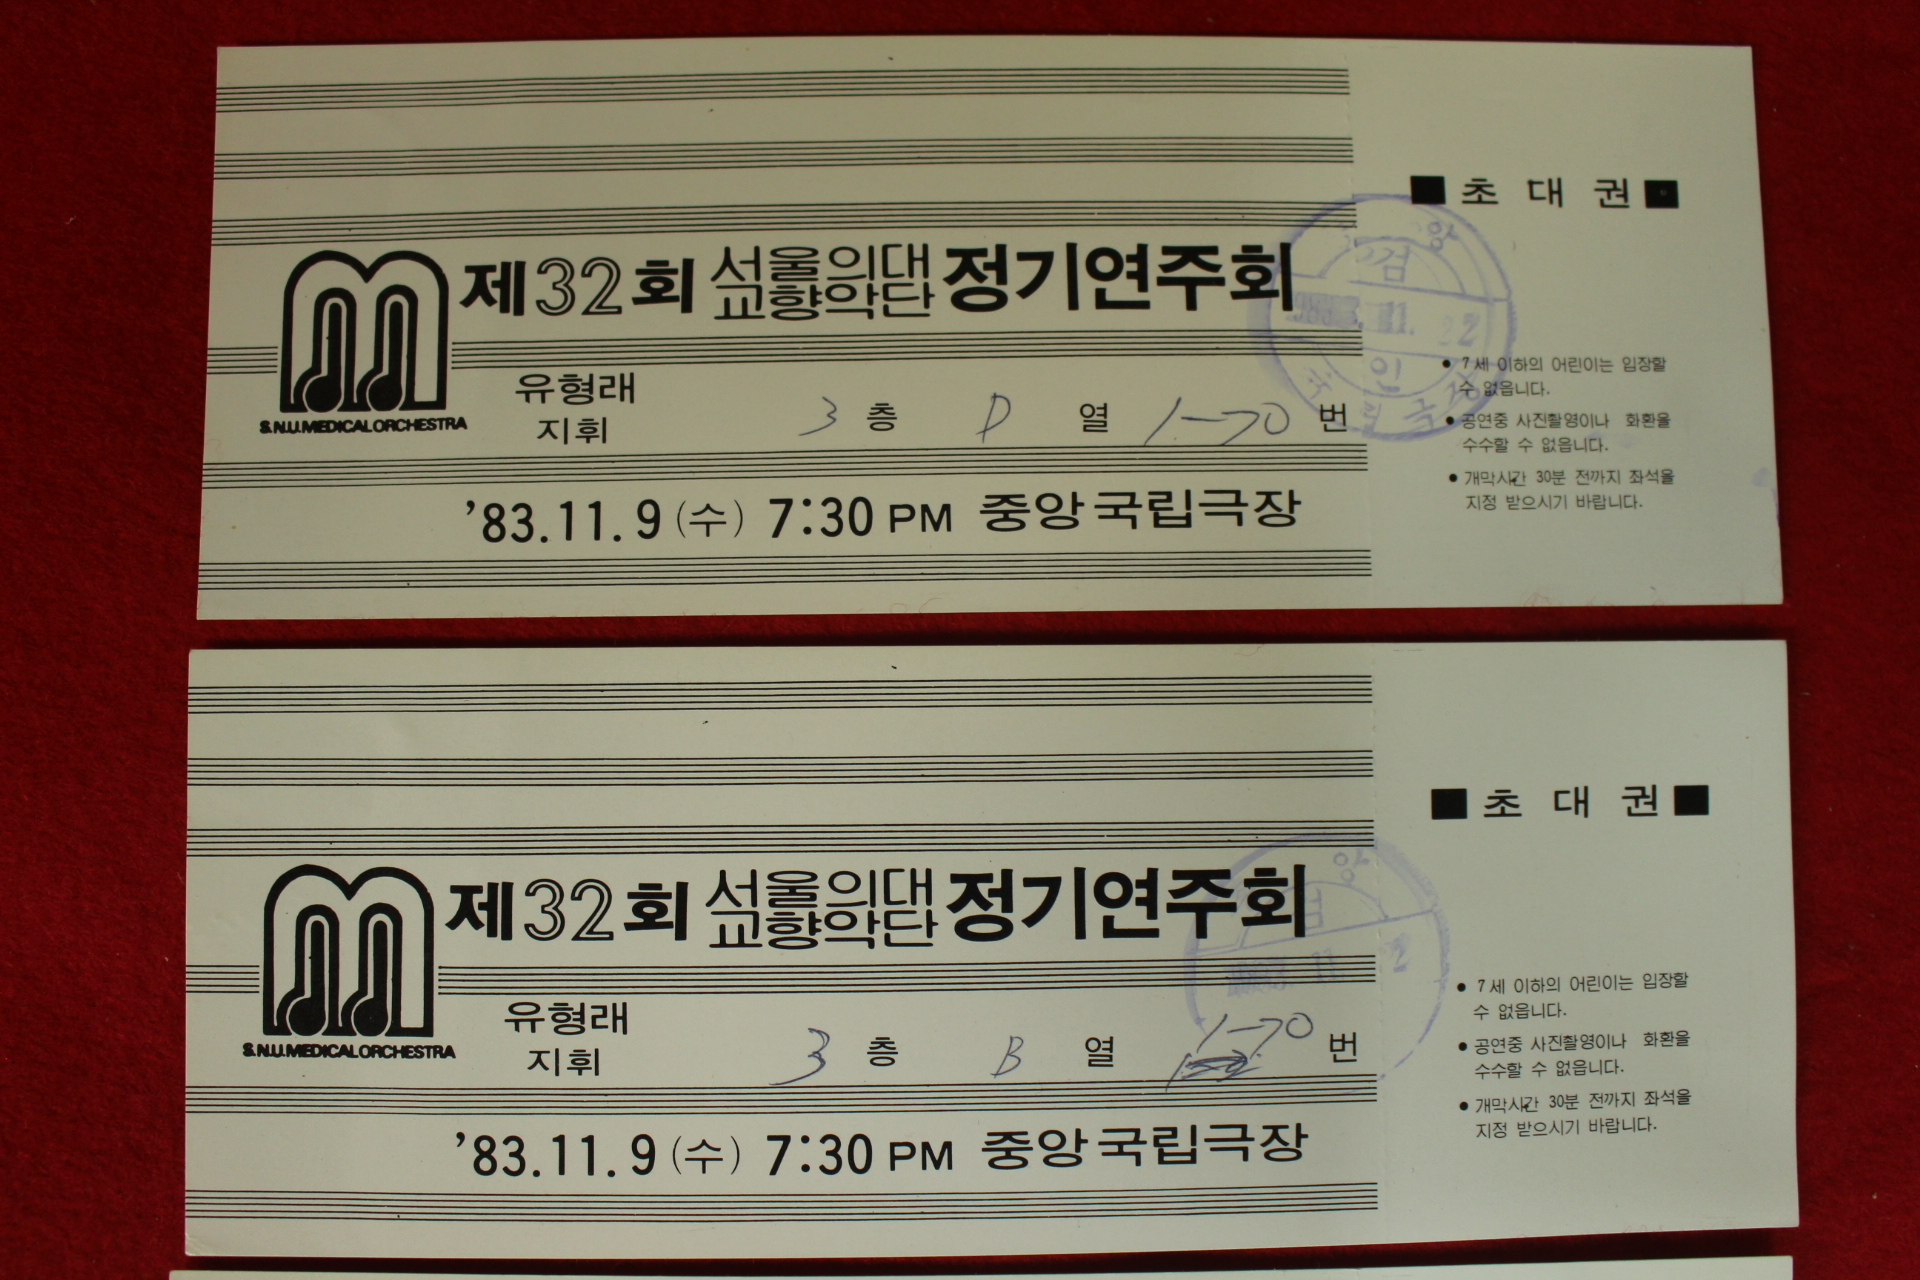 ■ 초 대 권 ■
제32회 서울의대 교향악단 정기연주회
S.N.U. MEDICAL ORCHESTRA
유형래
지휘
3 층 D 열 1→70 번
'83.11.9 (수) 7:30 PM 중앙국립극장
● 7세 이하의 어린이는 입장할
수 없읍니다.
● 공연중 사진촬영이나 화환을
수수할 수 없읍니다.
● 개막시간 30분 전까지 좌석을
지정 받으시기 바랍니다.
앙
검
인
■ 초 대 권 ■
제32회 서울의대 교향악단 정기연주회
S.N.U. MEDICAL ORCHESTRA
유형래
지휘
3 층 B 열 1→70 번
'83.11.9 (수) 7:30 PM 중앙국립극장
● 7세 이하의 어린이는 입장할
수 없읍니다.
● 공연중 사진촬영이나 화환을
수수할 수 없읍니다.
● 개막시간 30분 전까지 좌석을
지정 받으시기 바랍니다.
앙
검